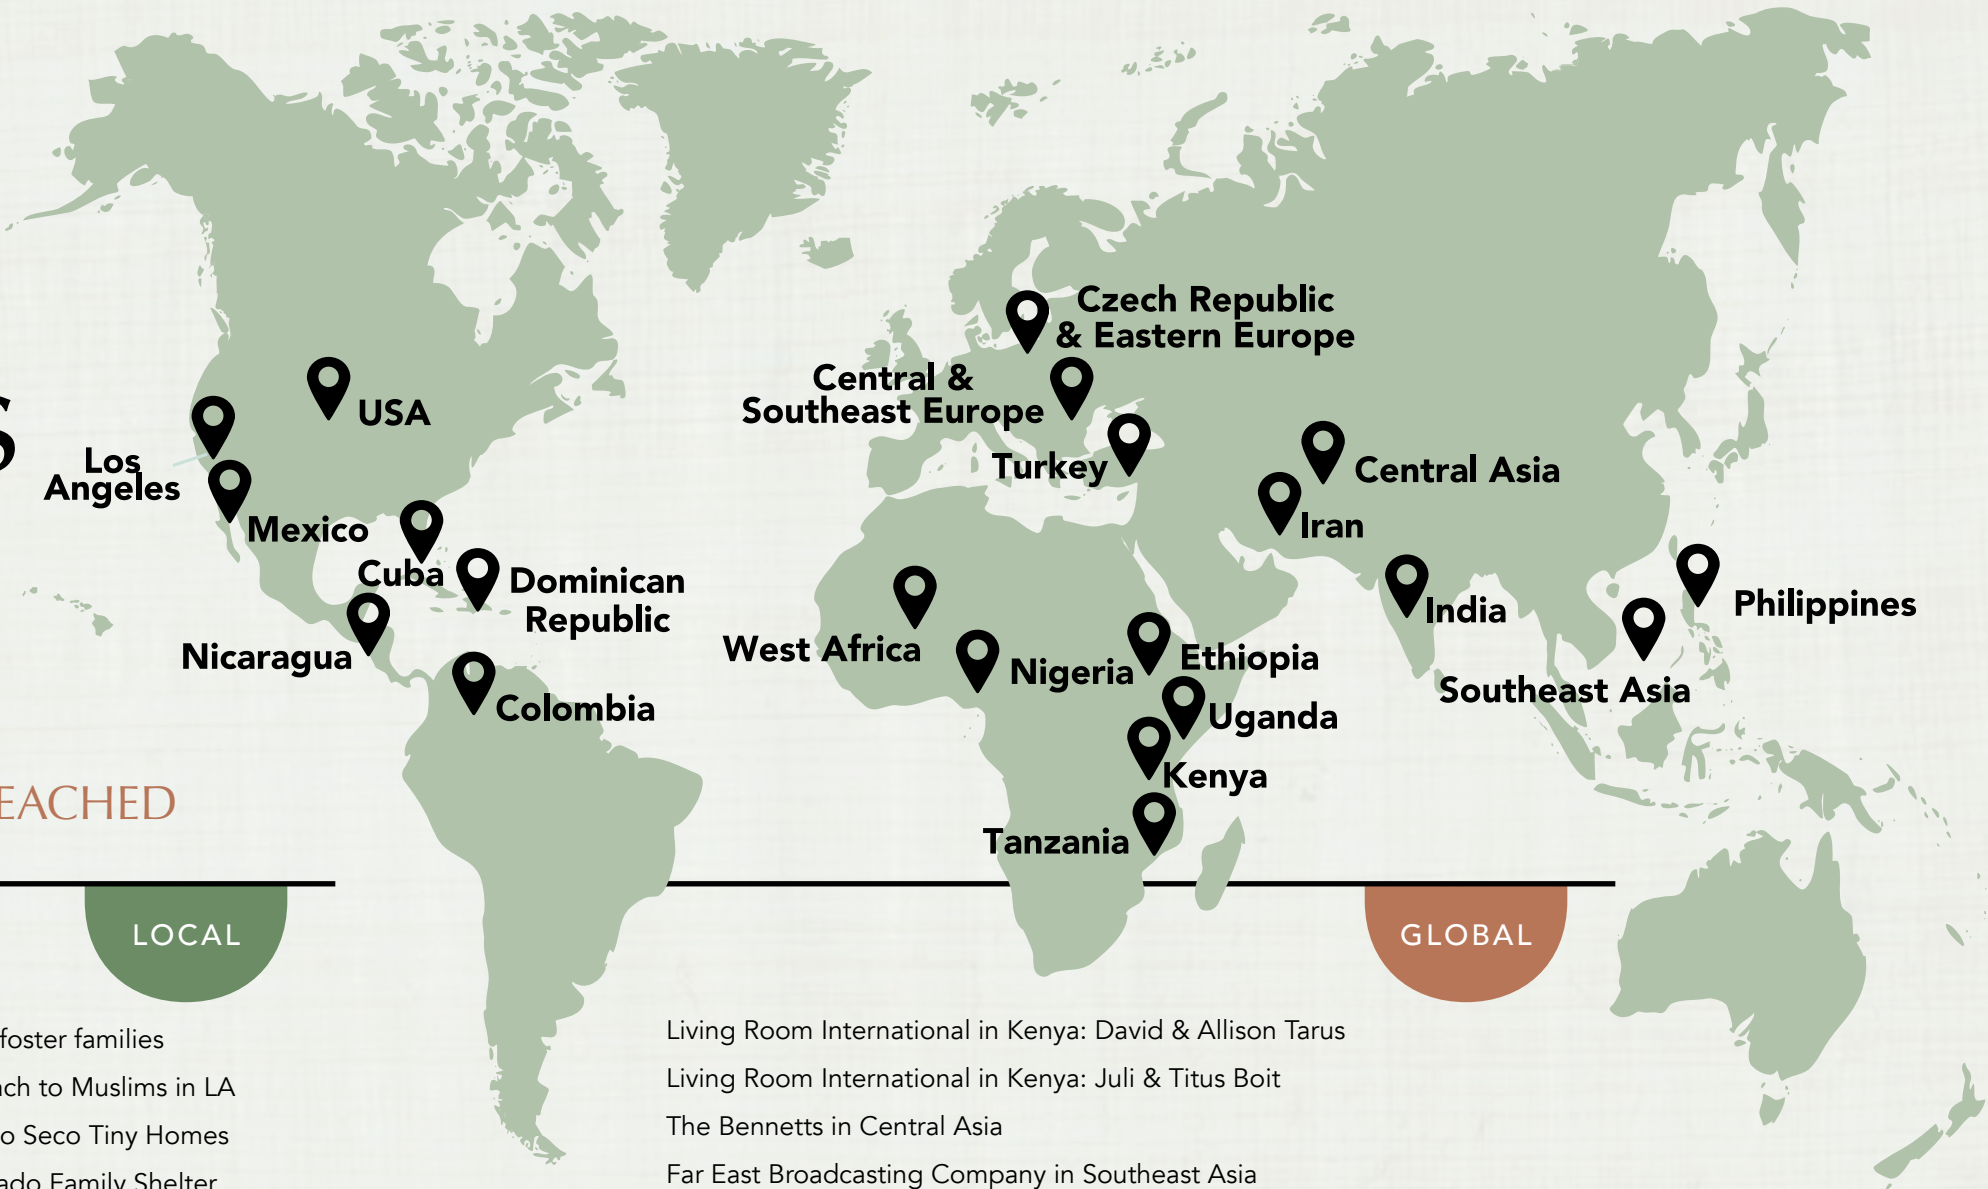 Czech Republic
& Eastern Europe
Central &
Southeast Europe
USA
Los
Angeles
Turkey
Central Asia
Mexico
Iran
Cuba
Dominican
Republic
India
Philippines
Nicaragua
West Africa
Nigeria
Ethiopia
Southeast Asia
Colombia
Uganda
Kenya
Tanzania
LOCAL
GLOBAL
foster families
to Muslims in LA
Seco Tiny Homes
Family Shelter
Living Room International in Kenya: David & Allison Tarus
Living Room International in Kenya: Juli & Titus Boit
The Bennetts in Central Asia
Far East Broadcasting Company in Southeast Asia